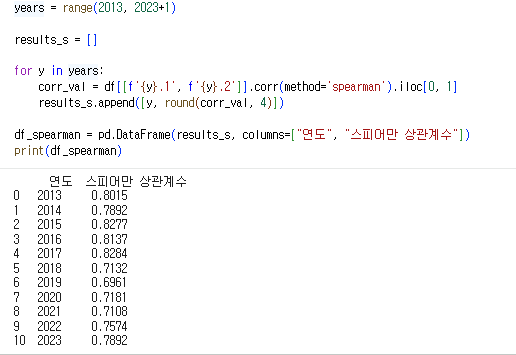 years = range(2013, 2023+1)
results_s = []
for y in years:
    corr_val = df[[f'{y}.1', f'{y}.2']].corr(method='spearman').iloc[0, 1]
    results_s.append([y, round(corr_val, 4)])
df_spearman = pd.DataFrame(results_s, columns=["연도", "스피어만 상관계수"])
print(df_spearman)
연도 스피어만 상관계수
0 2013 0.8015
1 2014 0.7892
2 2015 0.8277
3 2016 0.8137
4 2017 0.8284
5 2018 0.7132
6 2019 0.6961
7 2020 0.7181
8 2021 0.7108
9 2022 0.7574
10 2023 0.7892